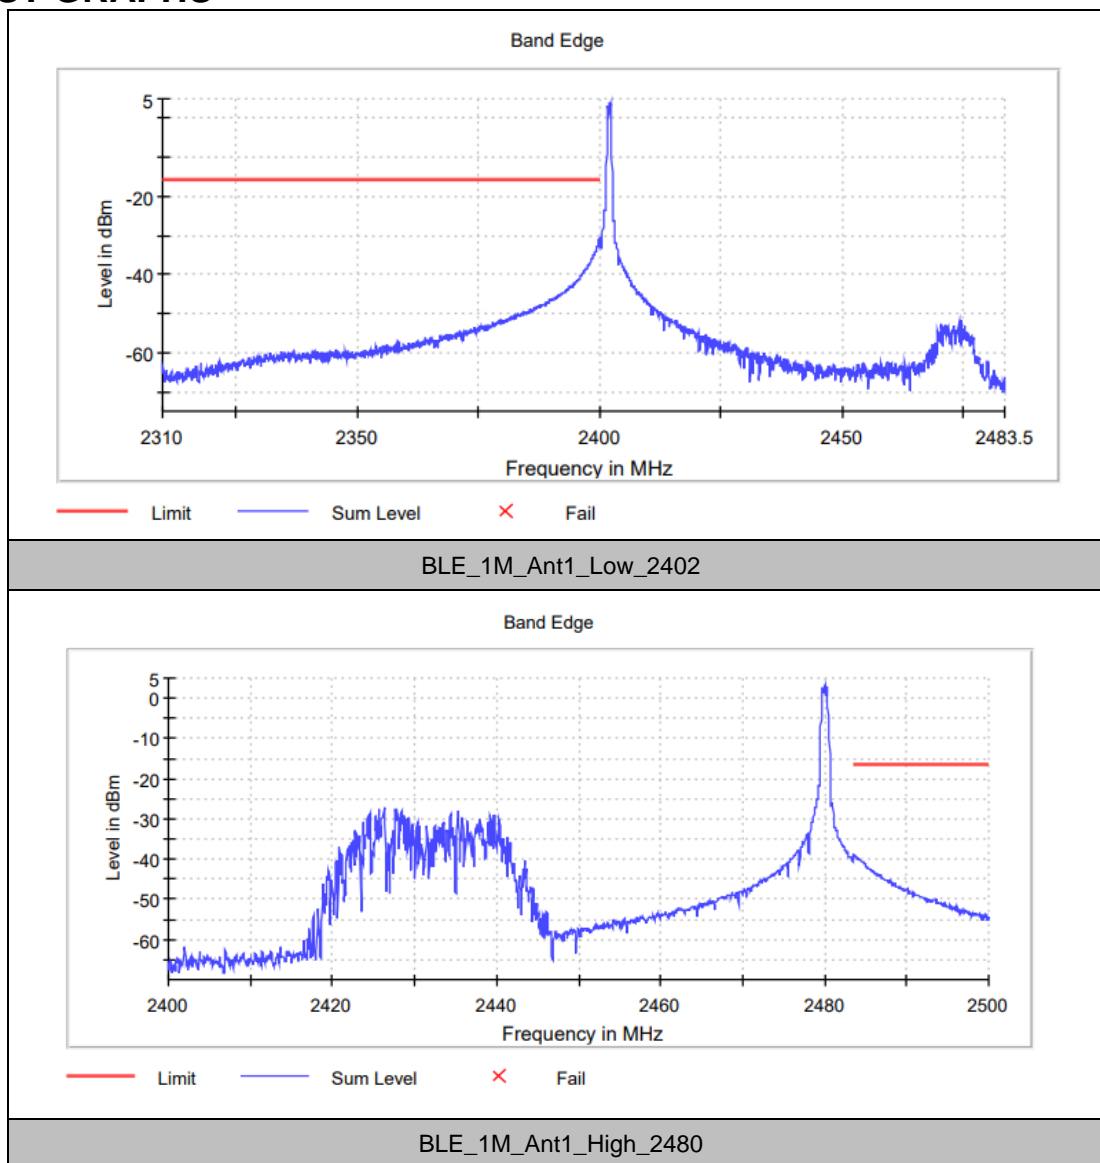 Band Edge
5
-20
-40
-60
Level in dBm
2310 2350 2400 2450 2483.5
Frequency in MHz
Limit Sum Level Fail
BLE_1M_Ant1_Low_2402
Band Edge
5
0
-10
-20
-30
-40
-50
-60
Level in dBm
2400 2420 2440 2460 2480 2500
Frequency in MHz
Limit Sum Level Fail
BLE_1M_Ant1_High_2480